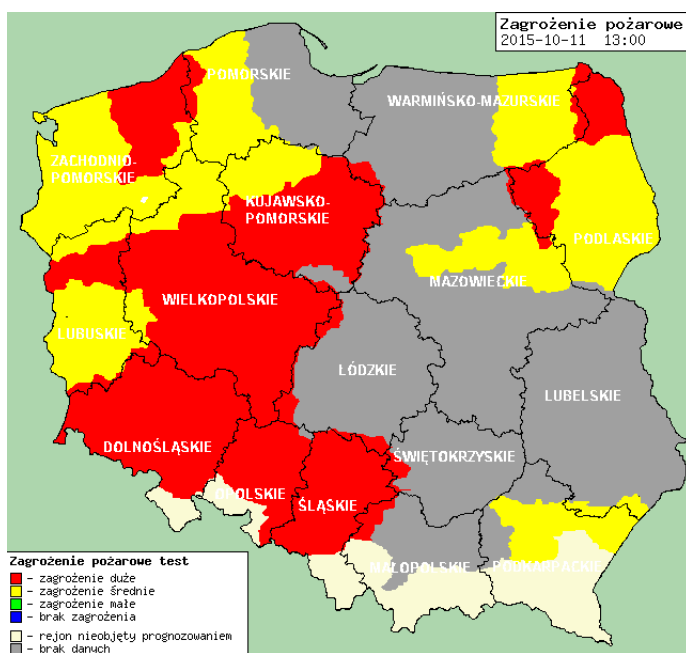 Zagrożenie pożarowe
2015-10-11 13:00
POMORSKIE
WARMIŃSKO-MAZURSKIE
ZACHODNIO-
POMORSKIE
KUJAWSKO-
POMORSKIE
PODLASKIE
MAZOWIECKIE
WIELKOPOLSKIE
LUBUSKIE
ŁÓDZKIE
LUBELSKIE
DOLNOŚLĄSKIE
ŚWIĘTOKRZYSKIE
OPOLSKIE
ŚLĄSKIE
MAŁOPOLSKIE
PODKARPACKIE
Zagrożenie pożarowe test
– zagrożenie duże
– zagrożenie średnie
– zagrożenie małe
– brak zagrożenia
– rejon nieobjęty prognozowaniem
– brak danych